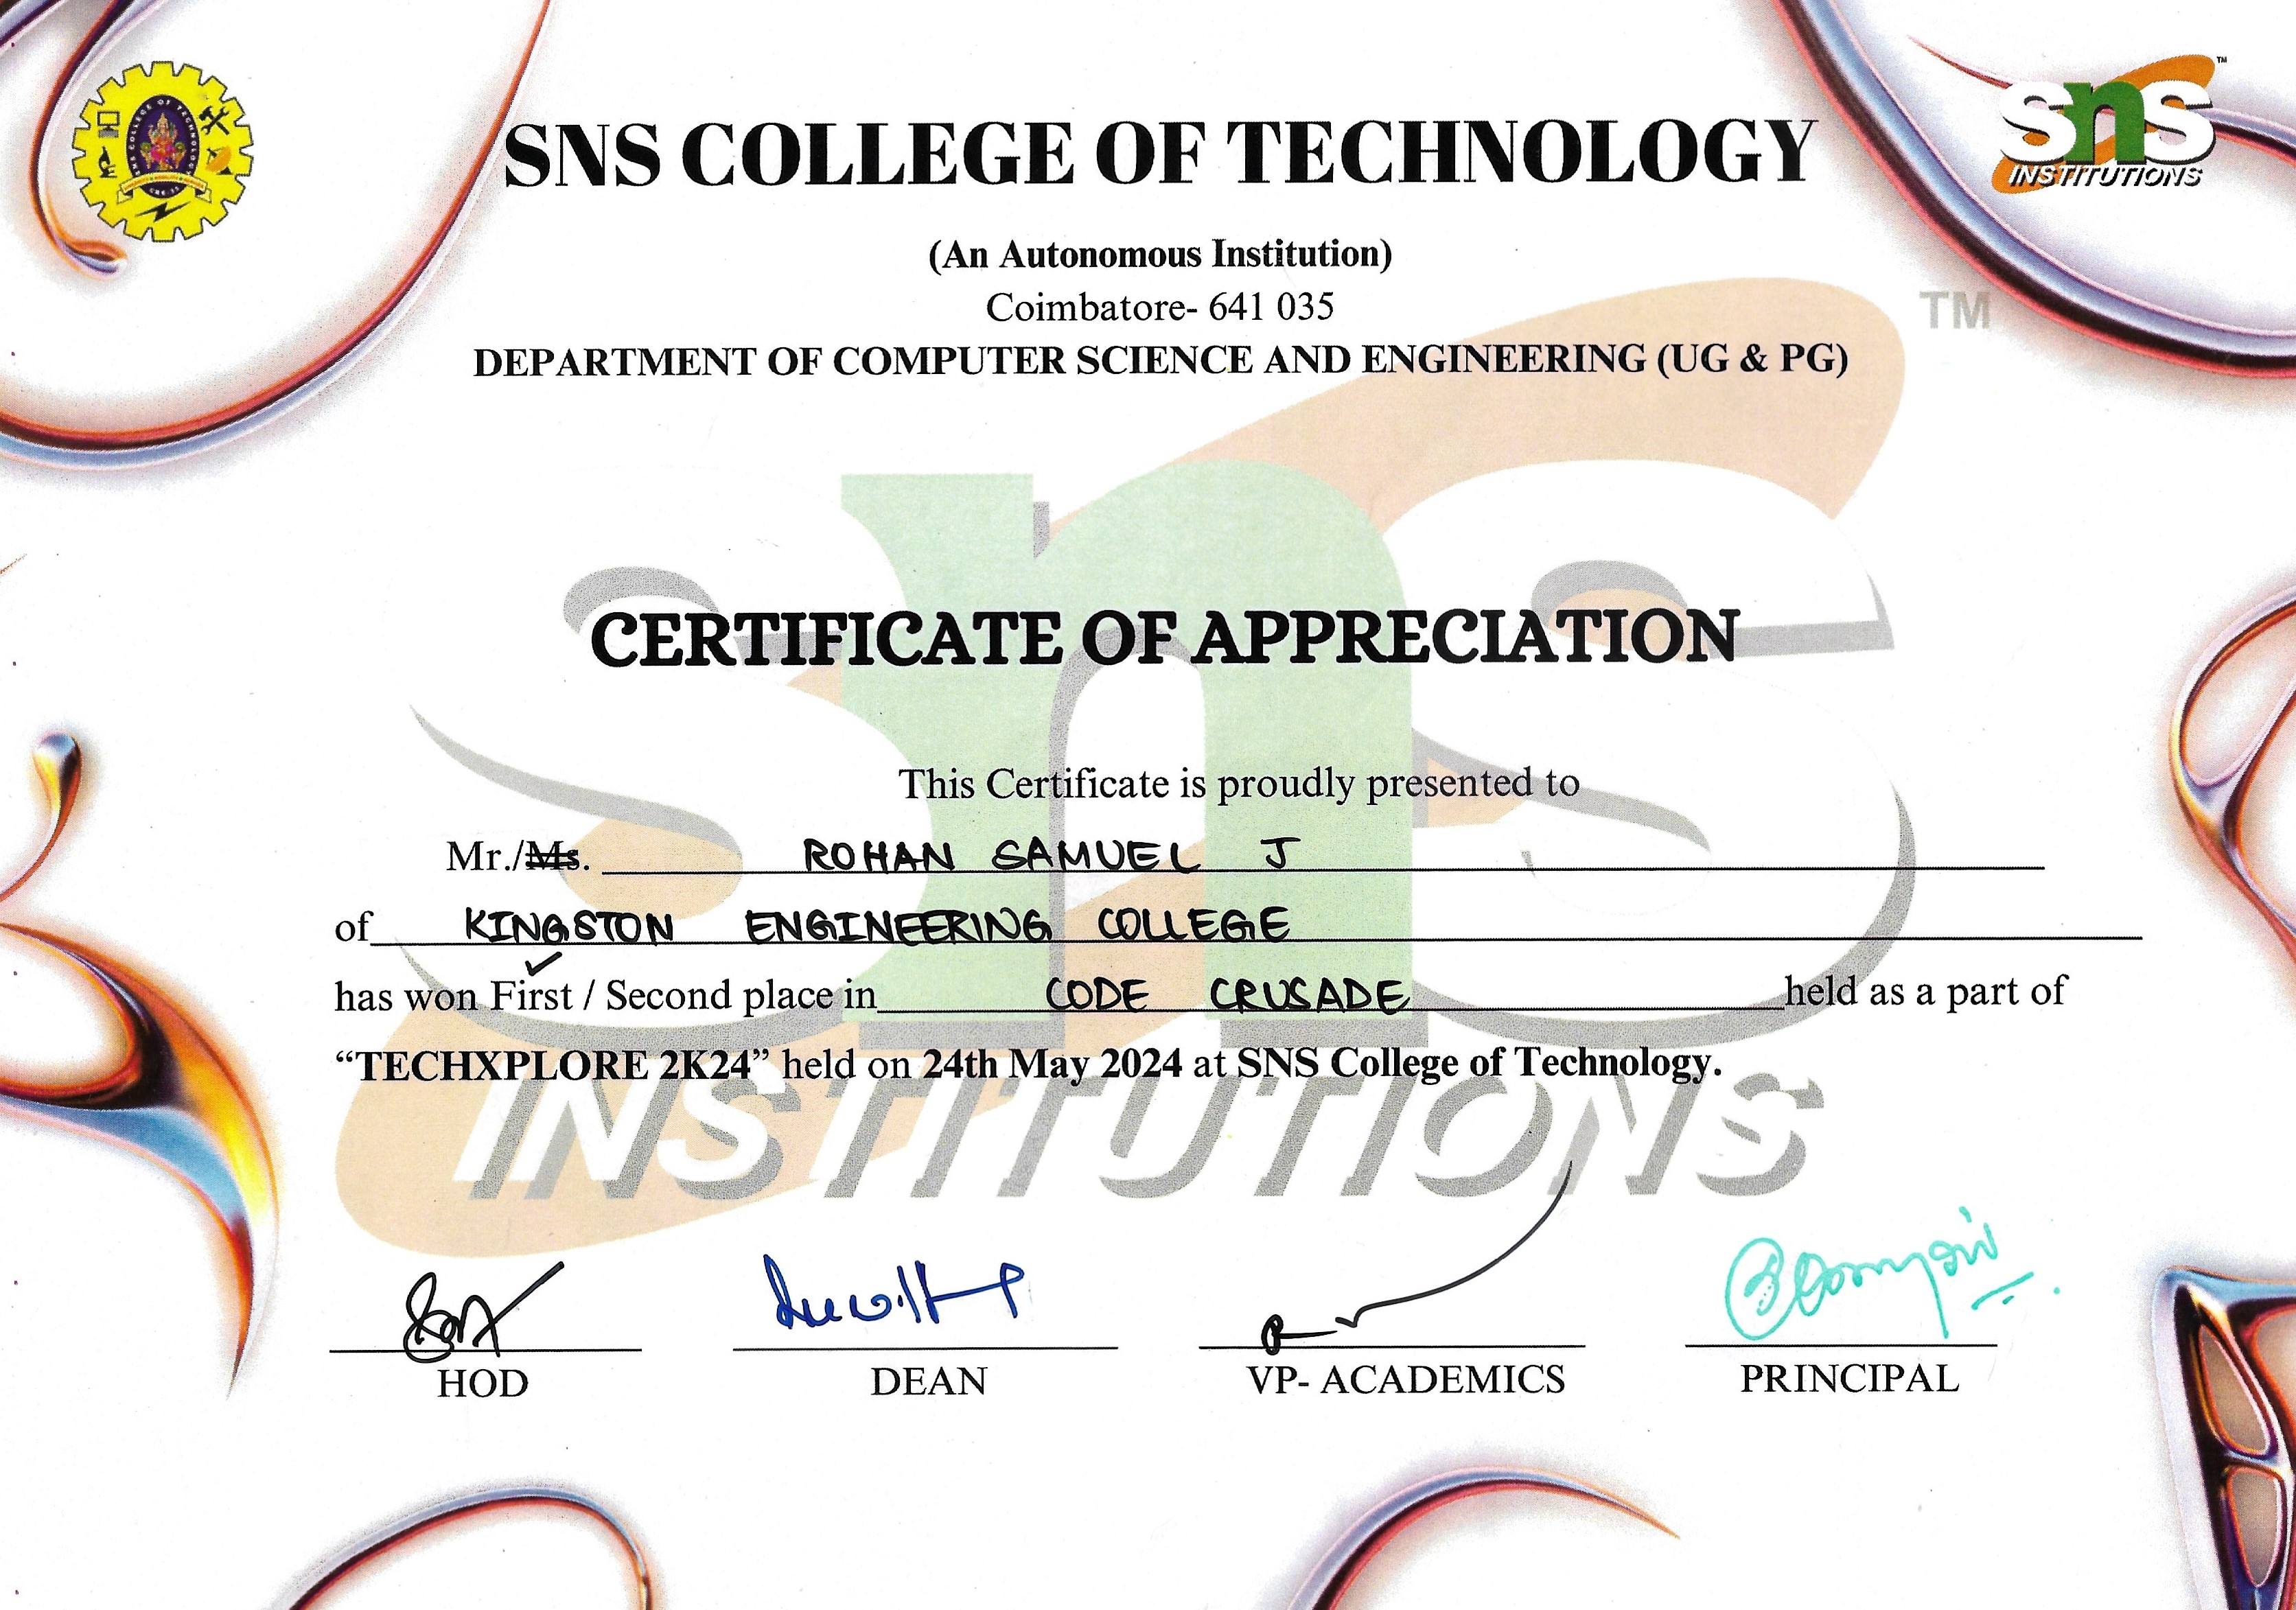 SNS COLLEGE OF TECHNOLOGY
sns
INSTITUTIONS
TM
(An Autonomous Institution)
Coimbatore- 641 035
TM
DEPARTMENT OF COMPUTER SCIENCE AND ENGINEERING (UG & PG)
CERTIFICATE OF APPRECIATION
This Certificate is proudly presented to
Mr./Ms. ROHAN SAMUEL J
of KINGSTON ENGINEERING COLLEGE
has won First / Second place in CODE CRUSADE held as a part of
“TECHXPLORE 2K24” held on 24th May 2024 at SNS College of Technology.
sns
INSTITUTIONS
HOD DEAN VP- ACADEMICS PRINCIPAL